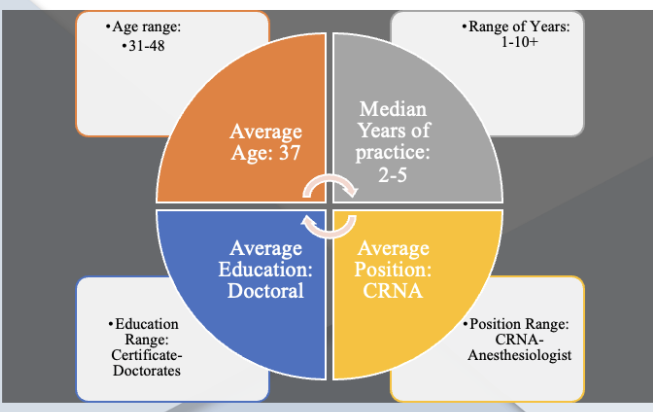 •Age range:
•31-48
•Range of Years:
1-10+
Average
Age: 37
Median
Years of
practice:
2-5
Average
Education:
Doctoral
Average
Position:
CRNA
•Education
Range:
Certificate-
Doctorates
•Position Range:
CRNA-
Anesthesiologist